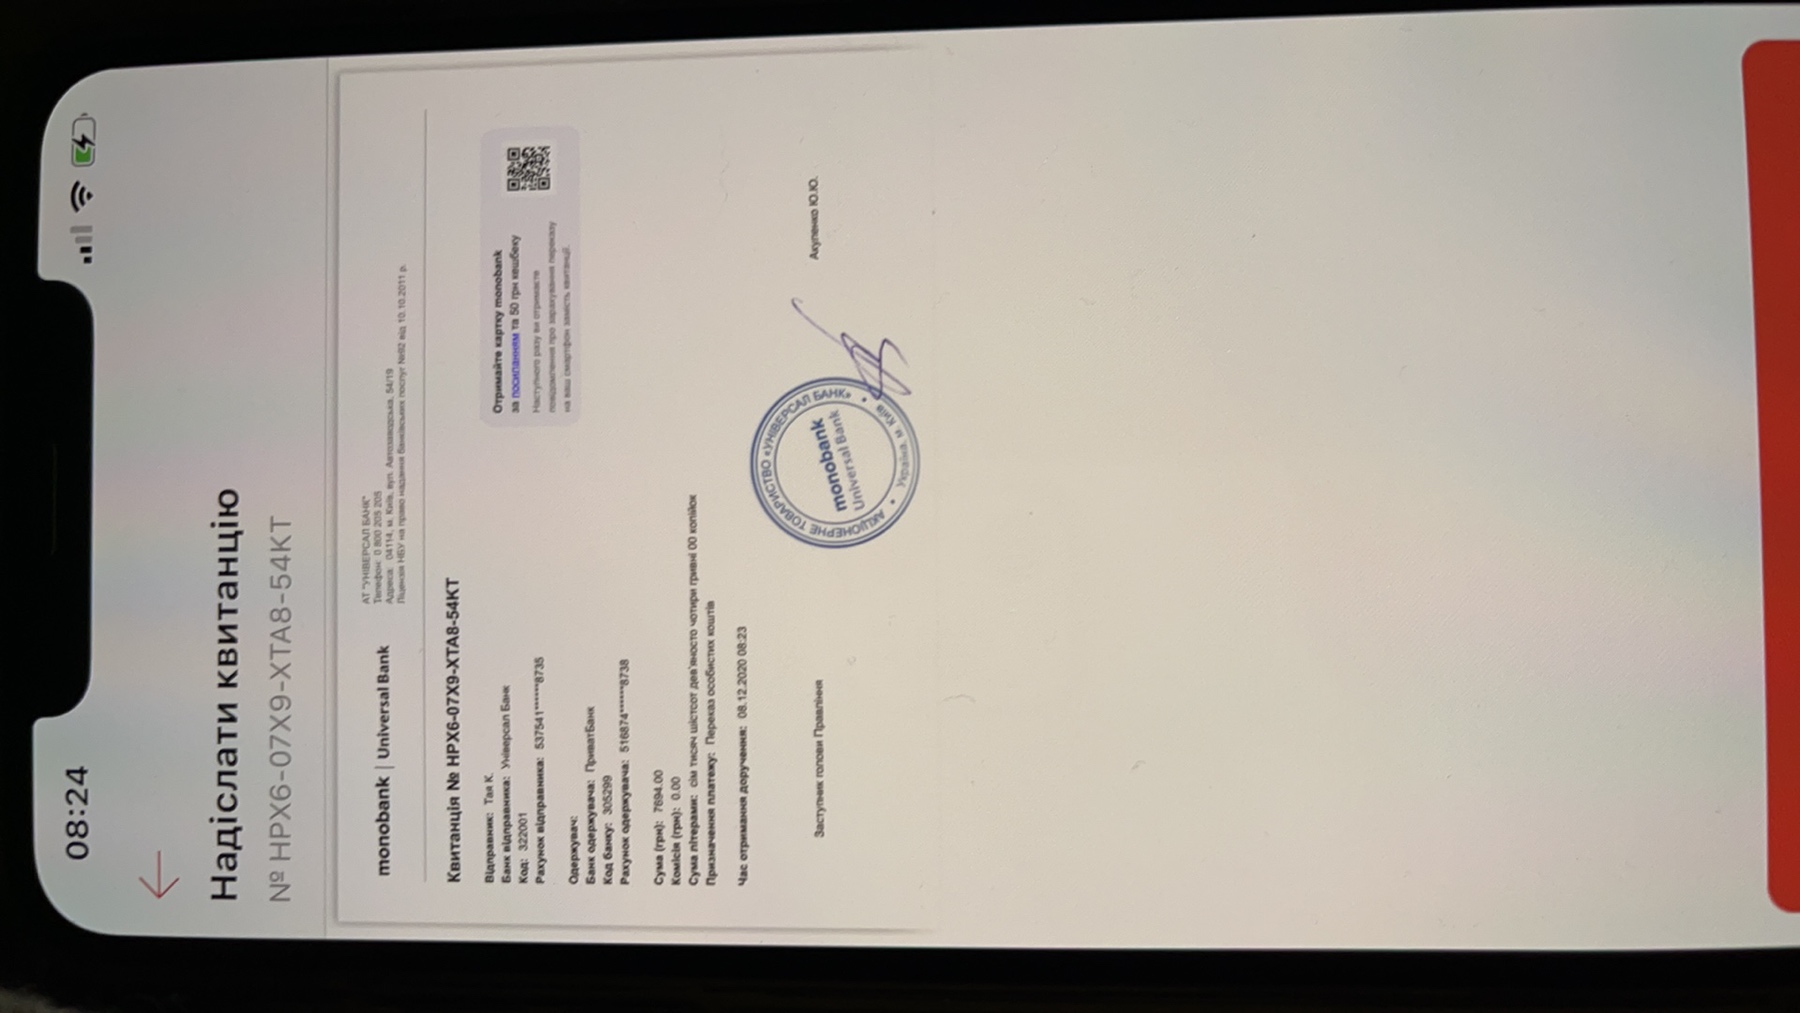 08:24
Надіслати квитанцію
№ HPX6-07X9-XTA8-54KT
monobank | Universal Bank
АТ "УНІВЕРСАЛ БАНК"
Телефон: 0 800 205 205
Адреса: 04114, м. Київ, вул. Автозаводська, 54/19
Ліцензія НБУ на право надання банківських послуг №92 від 10.10.2011 р.
Квитанція № HPX6-07X9-XTA8-54KT
Отримайте картку monobank
за посиланням та 50 грн кешбеку
Наступного разу ви отримаєте
повідомлення про зарахування переказу
на ваш смартфон замість квитанції.
Відправник: Тая К.
Банк відправника: Універсал Банк
Код: 322001
Рахунок відправника: 537541******8735
Одержувач:
Банк одержувача: ПриватБанк
Код банку: 305299
Рахунок одержувача: 516874******8738
Сума (грн): 7694.00
Комісія (грн): 0.00
Сума літерами: сім тисяч шістсот дев'яносто чотири гривні 00 копійок
Призначення платежу: Переказ особистих коштів
Час отримання доручення: 08.12.2020 08:23
АКЦІОНЕРНЕ ТОВАРИСТВО «УНІВЕРСАЛ БАНК»
monobank
Universal Bank
Україна, м. Київ
Заступник голови Правління
Акуленко Ю.Ю.